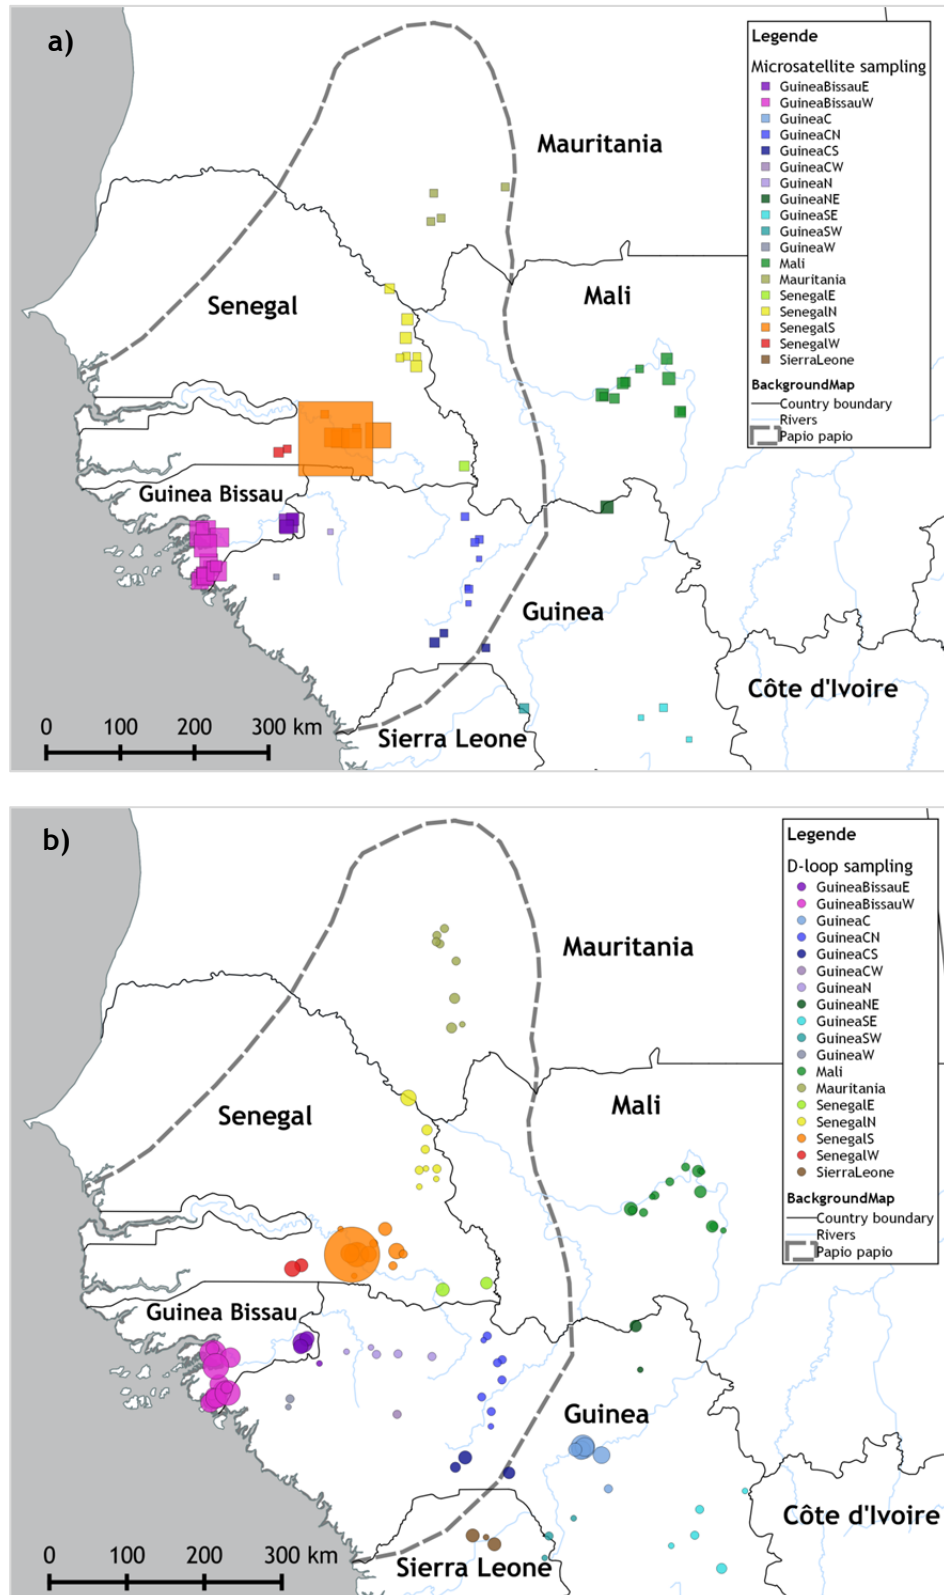 a)
Legende
Microsatellite sampling
GuineaBissauE
GuineaBissauW
GuineaC
GuineaCN
GuineaCS
GuineaCW
GuineaN
GuineaNE
GuineaSE
GuineaSW
GuineaW
Mali
Mauritania
SenegalE
SenegalN
SenegalS
SenegalW
SierraLeone
BackgroundMap
Country boundary
Rivers
Papio papio
Mauritania
Senegal
Mali
Guinea Bissau
Guinea
Côte d'Ivoire
Sierra Leone
0 100 200 300 km
b)
Legende
D-loop sampling
GuineaBissauE
GuineaBissauW
GuineaC
GuineaCN
GuineaCS
GuineaCW
GuineaN
GuineaNE
GuineaSE
GuineaSW
GuineaW
Mali
Mauritania
SenegalE
SenegalN
SenegalS
SenegalW
SierraLeone
BackgroundMap
Country boundary
Rivers
Papio papio
Mauritania
Senegal
Mali
Guinea Bissau
Guinea
Côte d'Ivoire
Sierra Leone
0 100 200 300 km